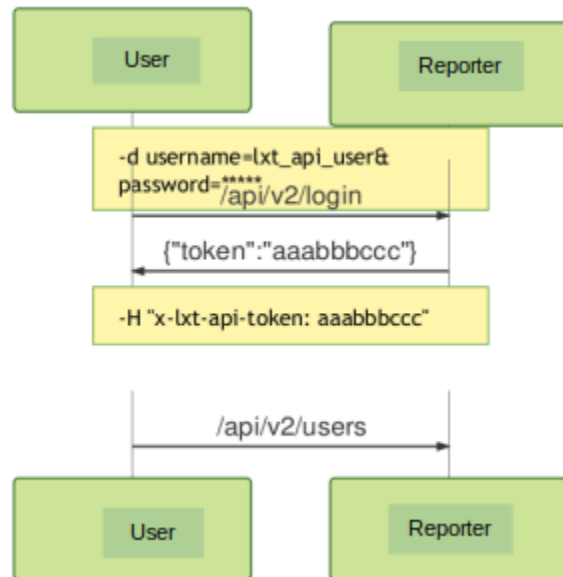 User
Reporter
-d username=lxt_api_user&
password=*****
/api/v2/login
{"token":"aaabbbccc"}
-H "x-lxt-api-token: aaabbbccc"
/api/v2/users
User
Reporter